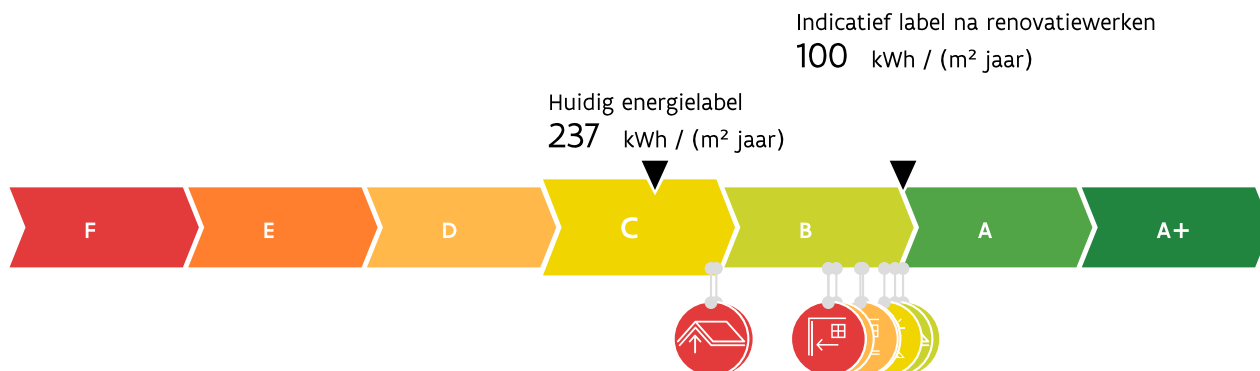 Indicatief label na renovatiewerken
100 kWh / (m² jaar)
Huidig energielabel
237 kWh / (m² jaar)
F E D C B A A+